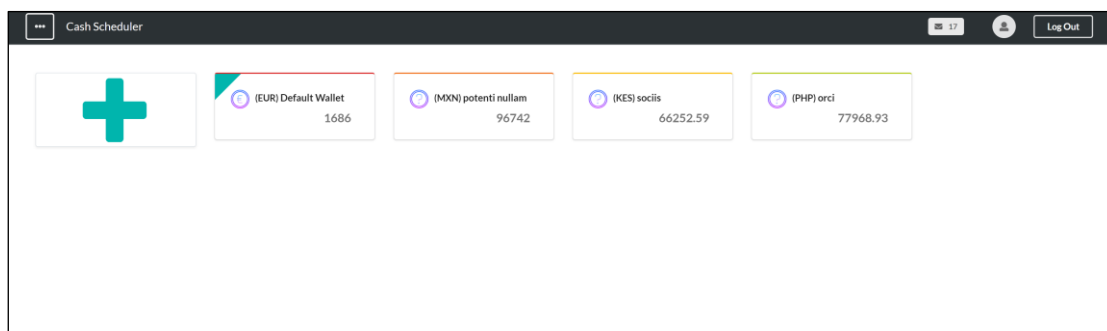 Cash Scheduler
17
Log Out
(EUR) Default Wallet
1686
(MXN) potenti nullam
96742
(KES) sociis
66252.59
(PHP) orci
77968.93